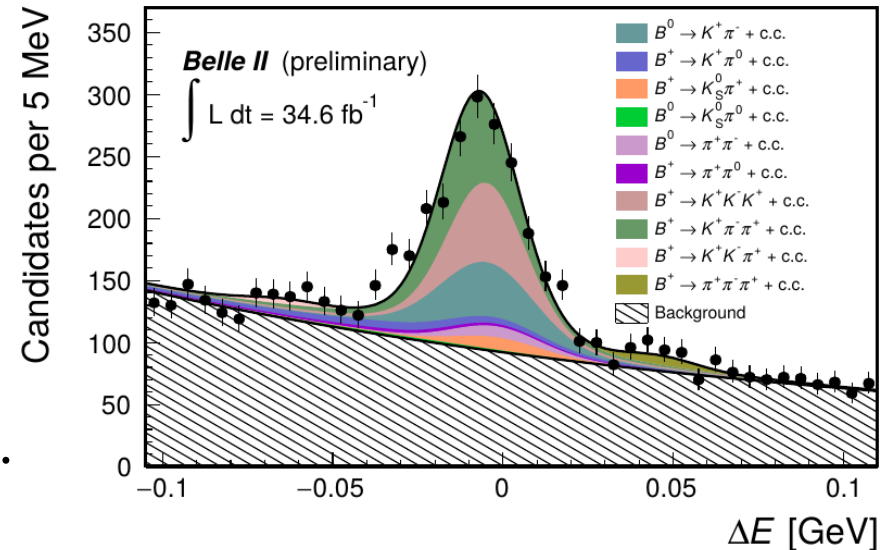 Candidates per 5 MeV
350
300
250
200
150
100
50
0
Belle II (preliminary)
∫ L dt = 34.6 fb⁻¹
B⁰ → K⁺π⁻ + c.c.
B⁺ → K⁺π⁰ + c.c.
B⁺ → K⁰_Sπ⁺ + c.c.
B⁰ → K⁰_Sπ⁰ + c.c.
B⁰ → π⁺π⁻ + c.c.
B⁺ → π⁺π⁰ + c.c.
B⁺ → K⁺K⁻K⁺ + c.c.
B⁺ → K⁺π⁻π⁺ + c.c.
B⁺ → K⁺K⁻π⁺ + c.c.
B⁺ → π⁺π⁻π⁺ + c.c.
Background
−0.1 −0.05 0 0.05 0.1
ΔE [GeV]